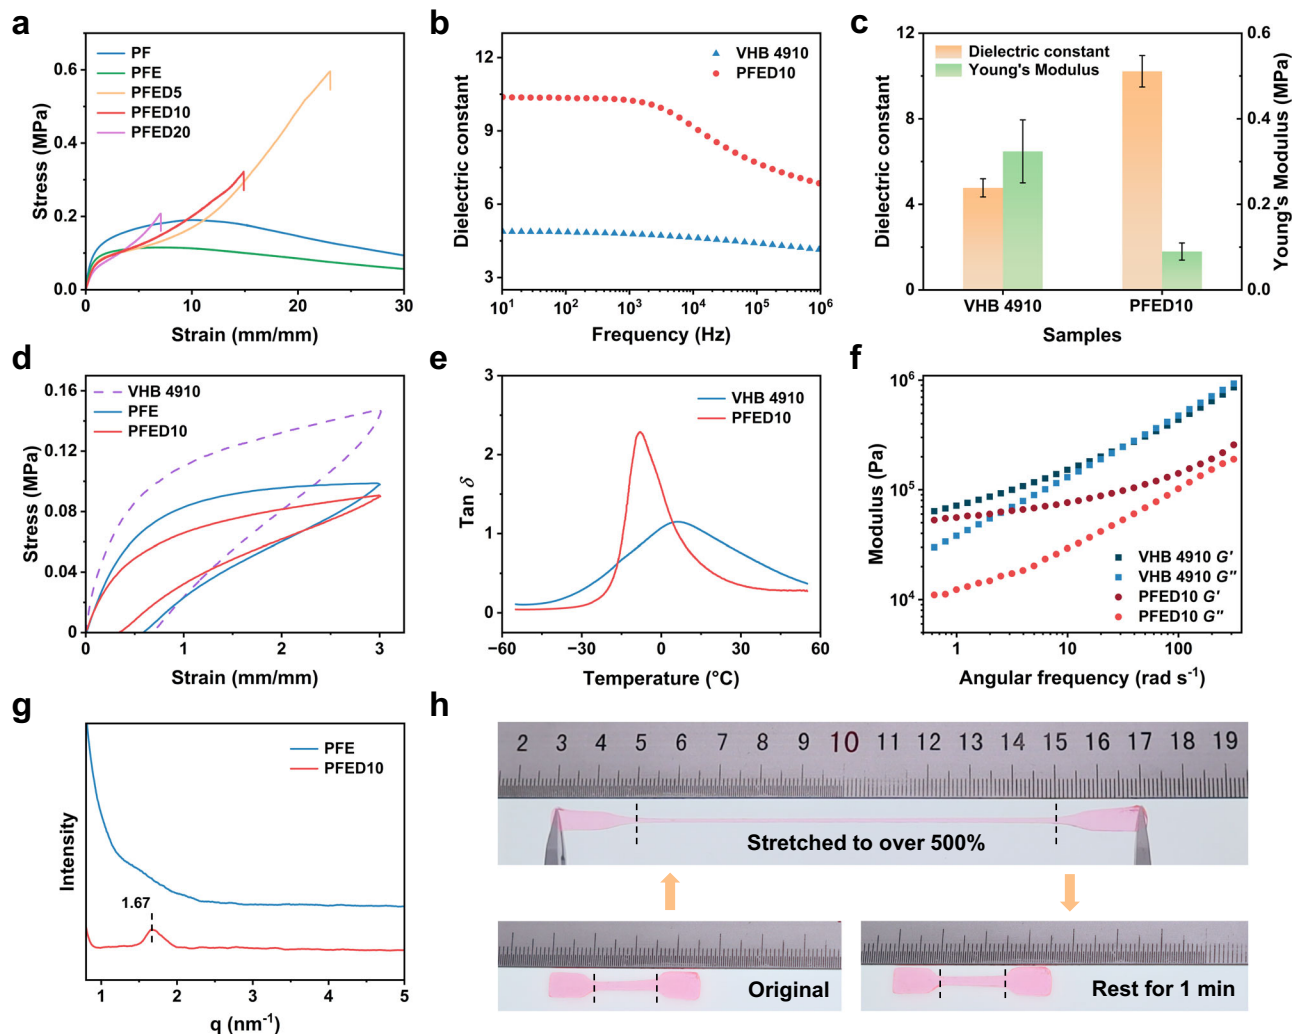 a
PF
PFE
PFED5
PFED10
PFED20
0.6
0.4
0.2
0.0
0
10
20
30
Stress (MPa)
Strain (mm/mm)
b
VHB 4910
PFED10
12
9
6
3
10¹
10²
10³
10⁴
10⁵
10⁶
Dielectric constant
Frequency (Hz)
c
Dielectric constant
Young's Modulus
12
8
4
0
0.6
0.4
0.2
0.0
VHB 4910
PFED10
Dielectric constant
Young's Modulus (MPa)
Samples
d
VHB 4910
PFE
PFED10
0.16
0.12
0.08
0.04
0
0
1
2
3
Stress (MPa)
Strain (mm/mm)
e
VHB 4910
PFED10
3
2
1
0
−60
−30
0
30
60
Tan δ
Temperature (°C)
f
10⁶
10⁵
10⁴
VHB 4910 G′
VHB 4910 G″
PFED10 G′
PFED10 G″
1
10
100
Modulus (Pa)
Angular frequency (rad s⁻¹)
g
PFE
PFED10
1.67
1
2
3
4
5
Intensity
q (nm⁻¹)
h
2 3 4 5 6 7 8 9 10 11 12 13 14 15 16 17 18 19
Stretched to over 500%
Original
Rest for 1 min